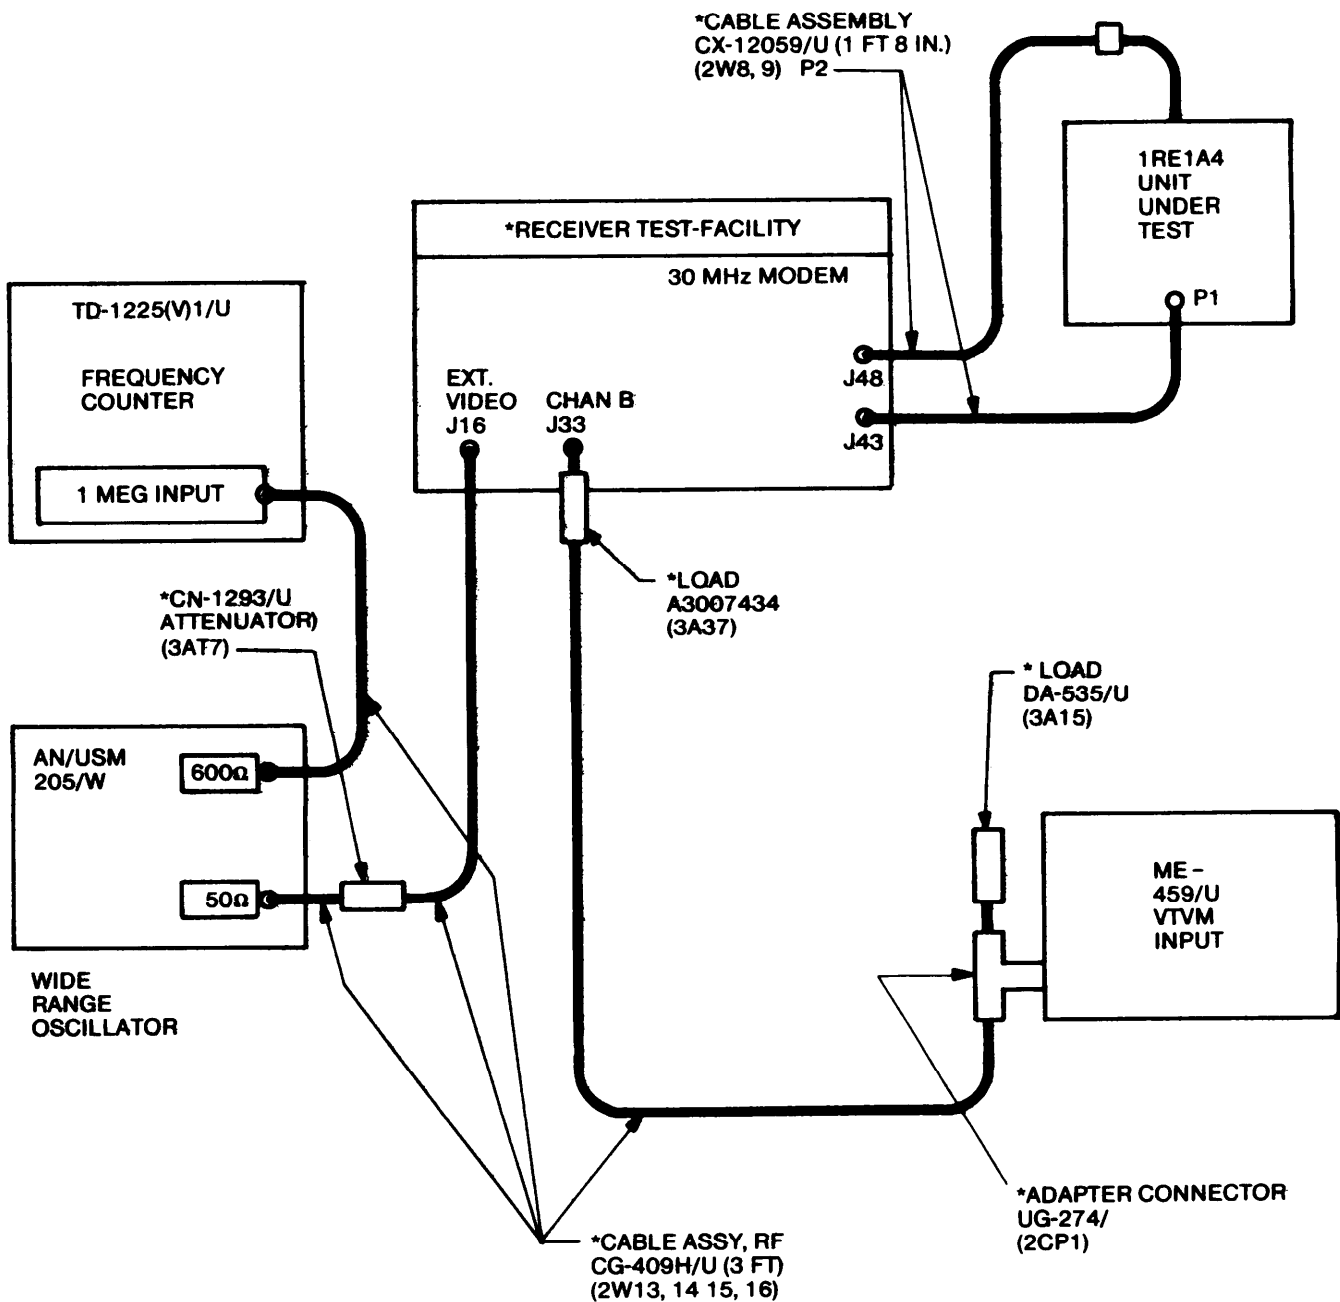 *CABLE ASSEMBLY
CX-12059/U (1 FT 8 IN.)
(2W8, 9) P2
1RE1A4
UNIT
UNDER
TEST
P1
*RECEIVER TEST-FACILITY
30 MHz MODEM
J48
J43
EXT.
VIDEO
J16
CHAN B
J33
TD-1225(V)1/U
FREQUENCY
COUNTER
1 MEG INPUT
*LOAD
A3007434
(3A37)
*CN-1293/U
ATTENUATOR)
(3AT7)
* LOAD
DA-535/U
(3A15)
AN/USM
205/W
600Ω
50Ω
WIDE
RANGE
OSCILLATOR
ME-
459/U
VTVM
INPUT
*ADAPTER CONNECTOR
UG-274/
(2CP1)
*CABLE ASSY, RF
CG-409H/U (3 FT)
(2W13, 14 15, 16)